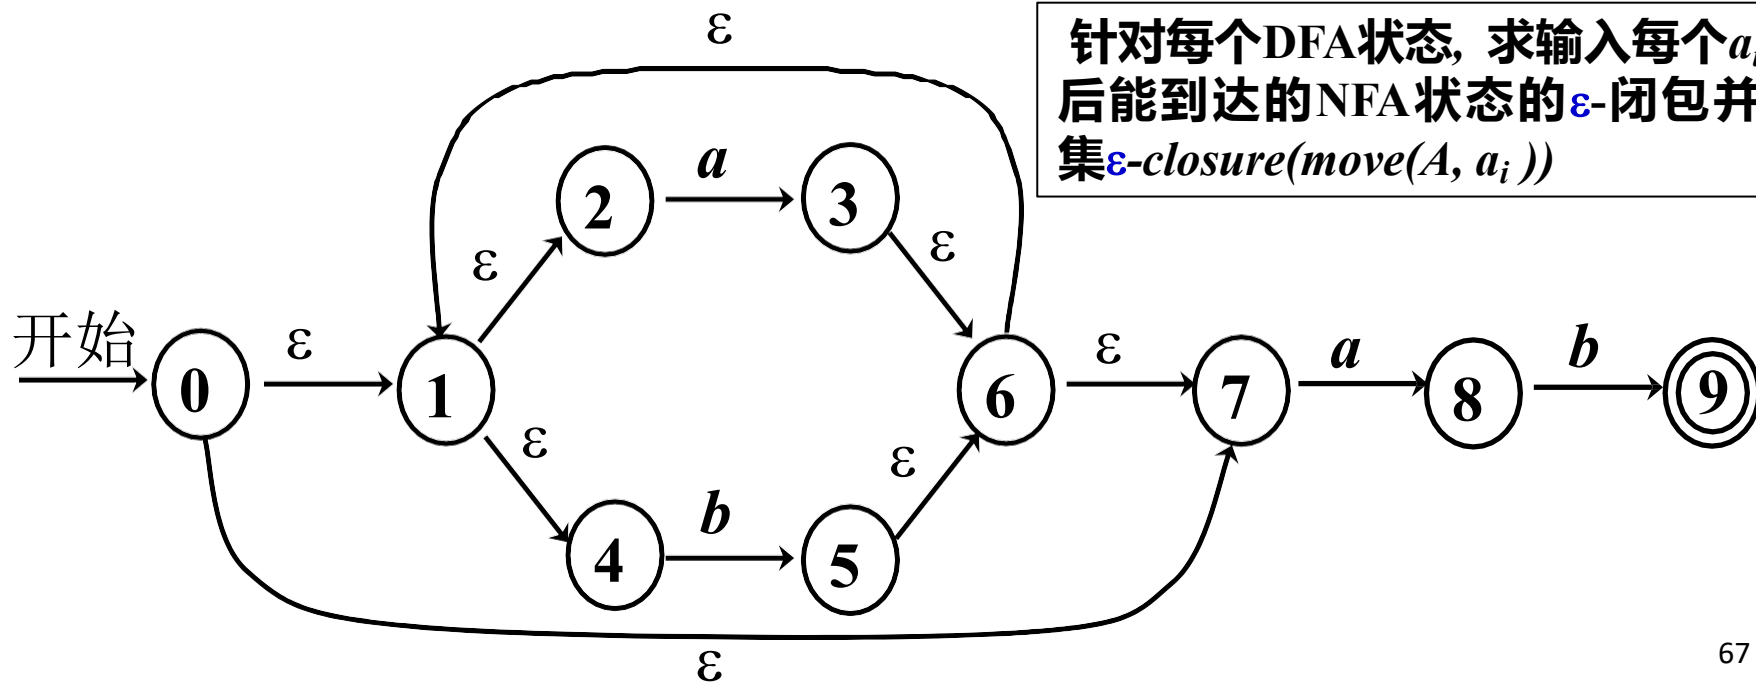 ε
针对每个DFA状态, 求输入每个aᵢ
后能到达的NFA状态的ε-闭包并
集ε-closure(move(A, aᵢ ))
a
2
3
ε
ε
开始
ε
ε
a
b
0
1
6
7
8
9
ε
ε
b
4
5
ε
67